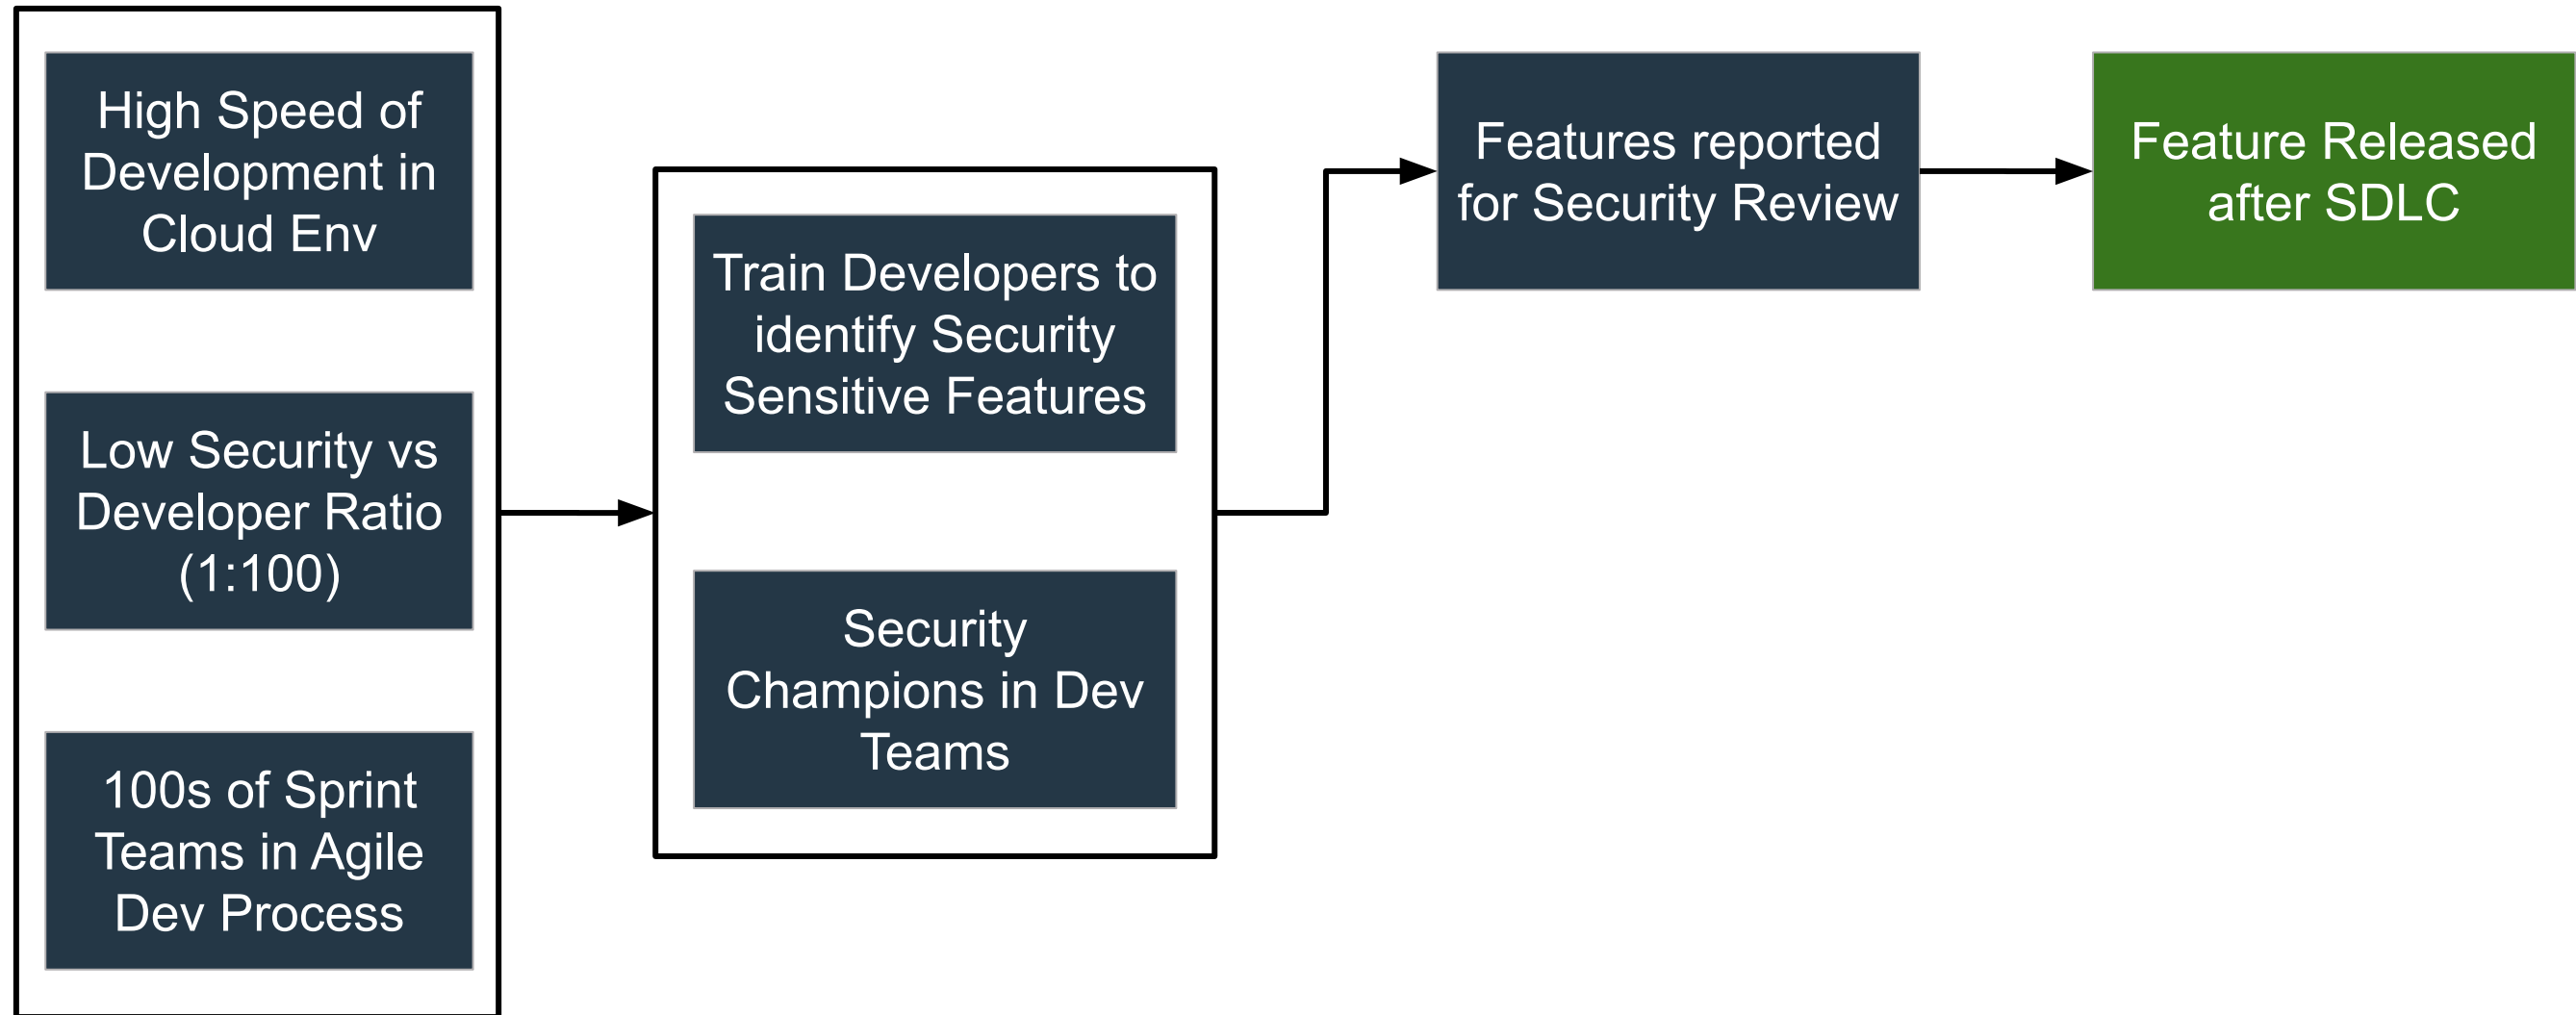 High Speed of
Development in
Cloud Env
Low Security vs
Developer Ratio
(1:100)
100s of Sprint
Teams in Agile
Dev Process
Train Developers to
identify Security
Sensitive Features
Security
Champions in Dev
Teams
Features reported
for Security Review
Feature Released
after SDLC